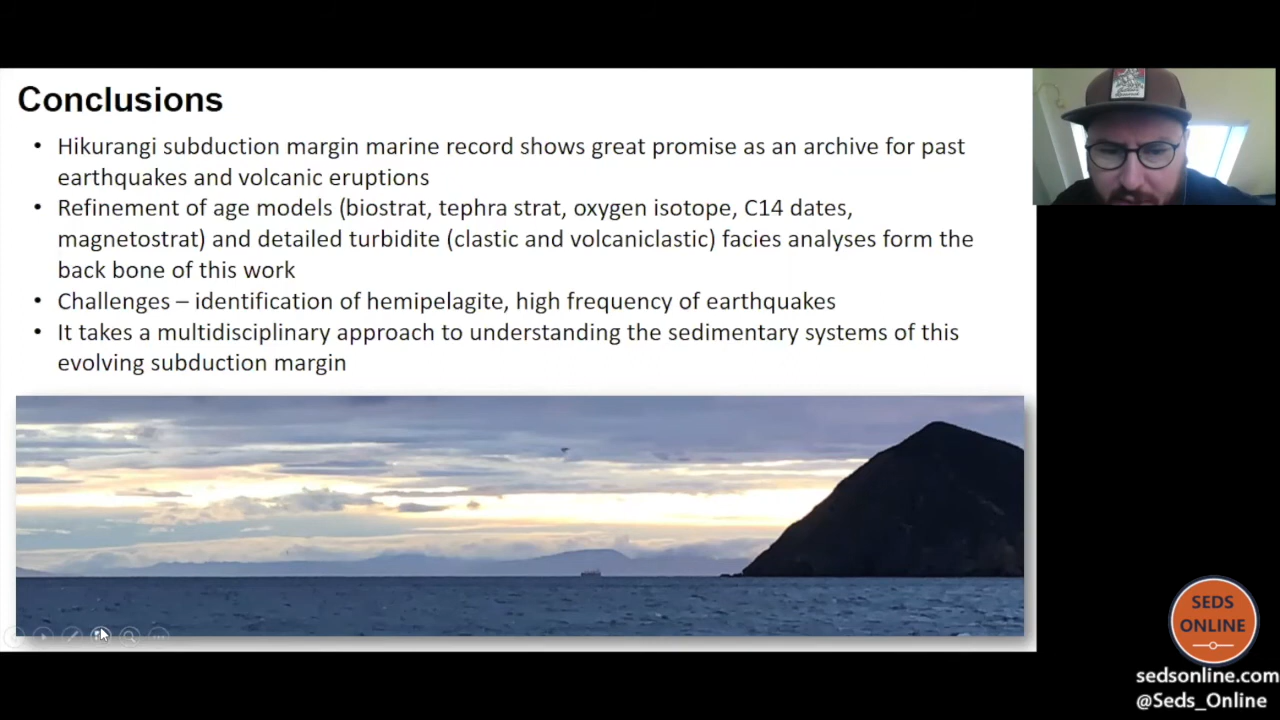 Conclusions
• Hikurangi subduction margin marine record shows great promise as an archive for past
earthquakes and volcanic eruptions
• Refinement of age models (biostrat, tephra strat, oxygen isotope, C14 dates,
magnetostrat) and detailed turbidite (clastic and volcaniclastic) facies analyses form the
back bone of this work
• Challenges – identification of hemipelagite, high frequency of earthquakes
• It takes a multidisciplinary approach to understanding the sedimentary systems of this
evolving subduction margin
SEDS
ONLINE
sedsonline.com
@Seds_Online